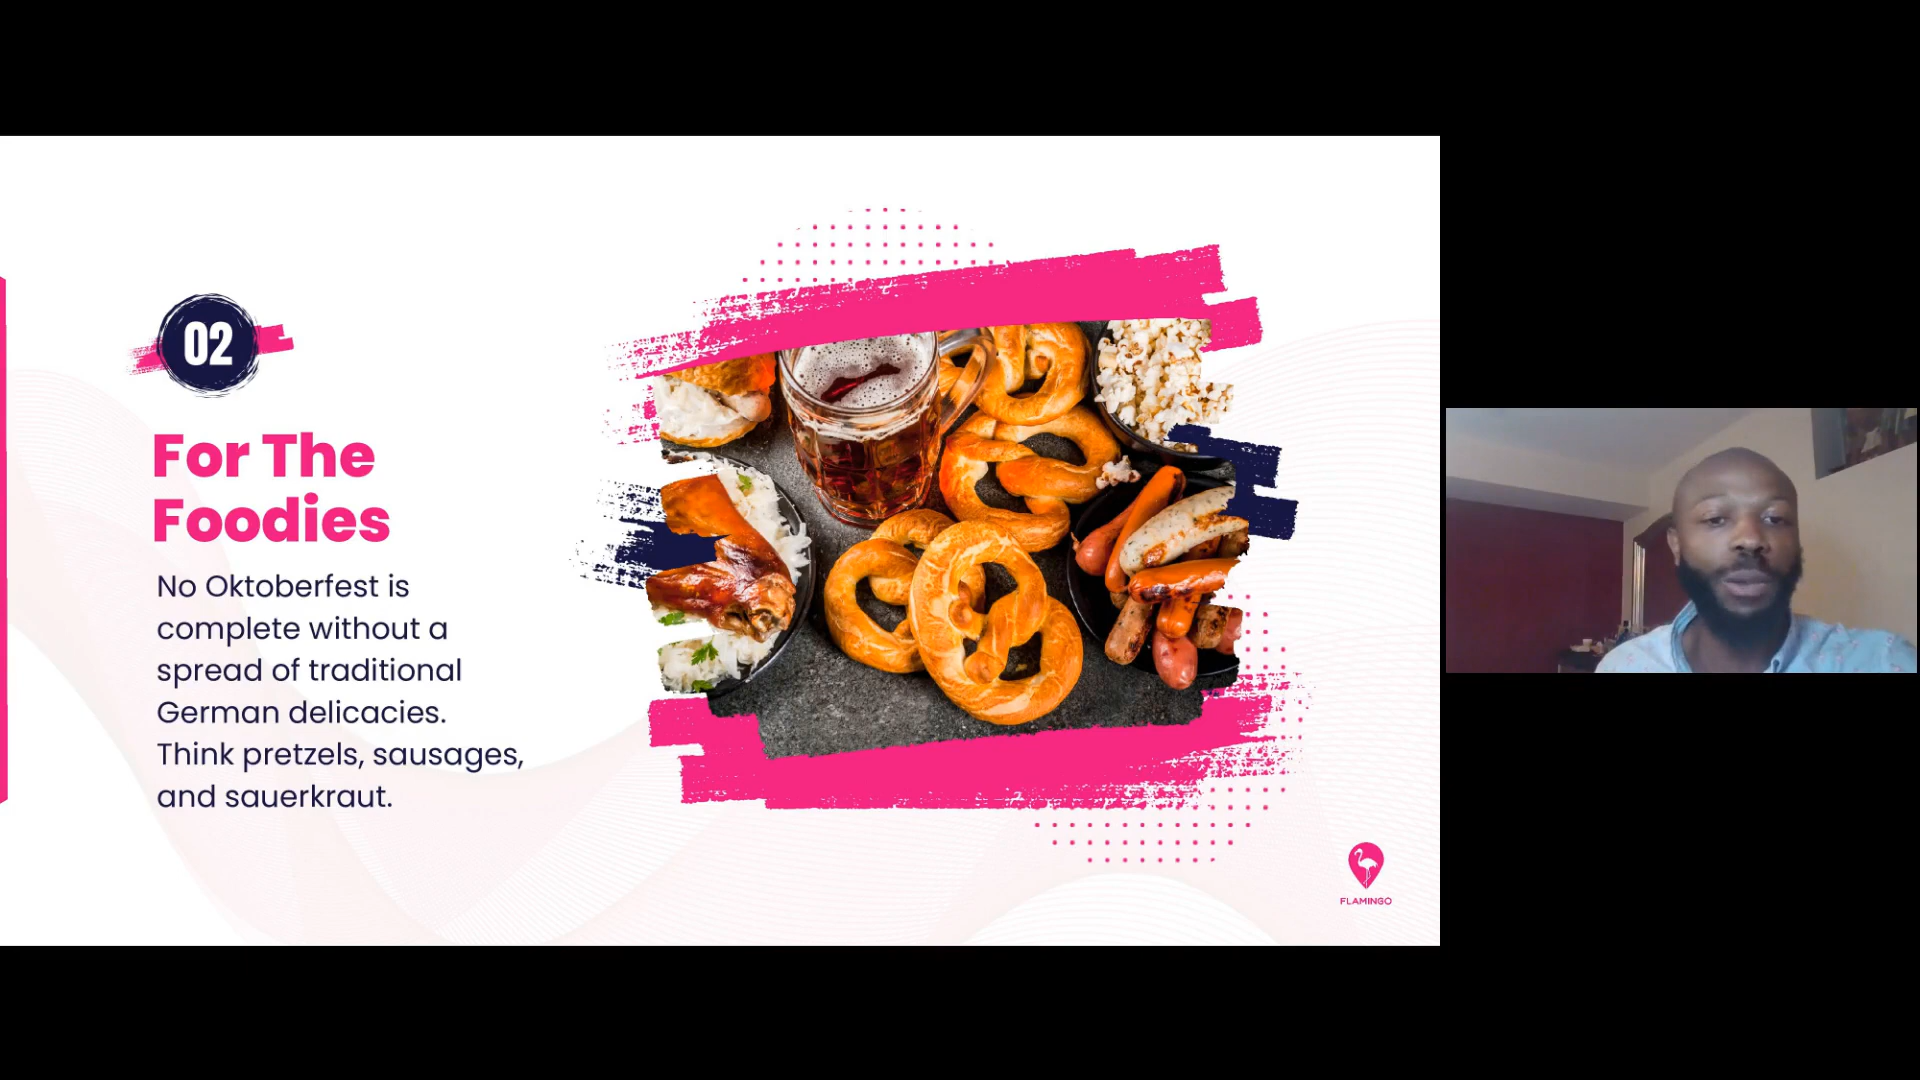 02
For The
Foodies
No Oktoberfest is
complete without a
spread of traditional
German delicacies.
Think pretzels, sausages,
and sauerkraut.
FLAMINGO